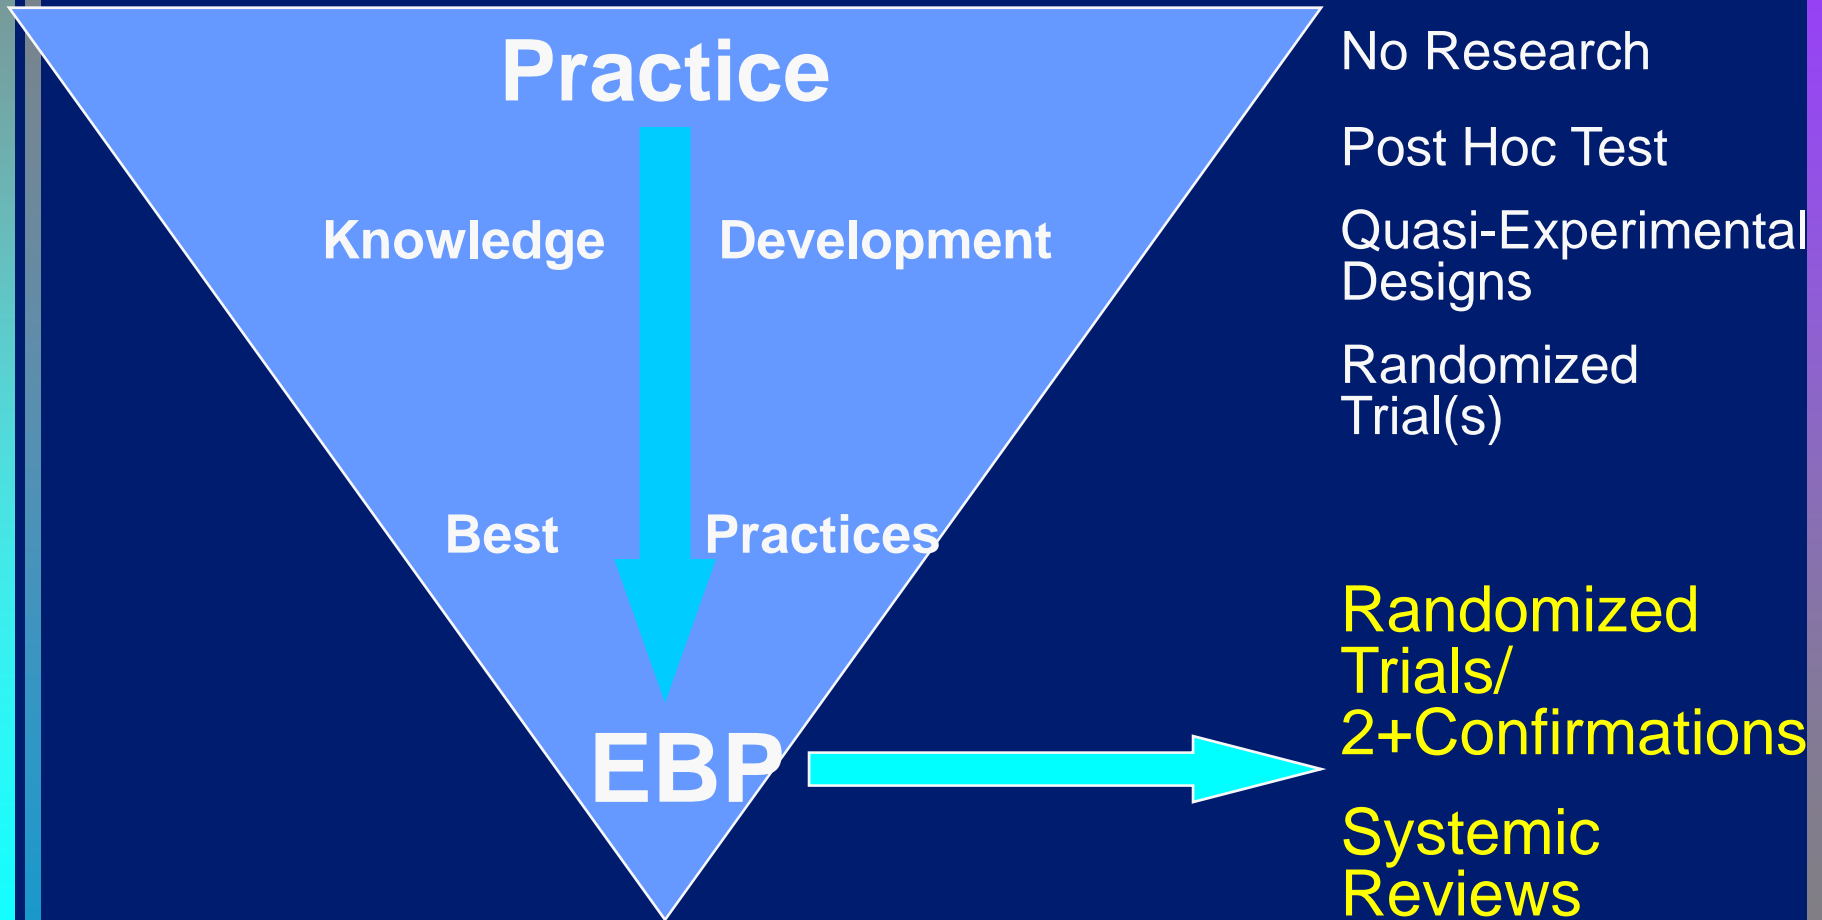 Practice
Knowledge Development
Best Practices
EBP
No Research
Post Hoc Test
Quasi-Experimental
Designs
Randomized
Trial(s)
Randomized
Trials/
2+Confirmations
Systemic
Reviews